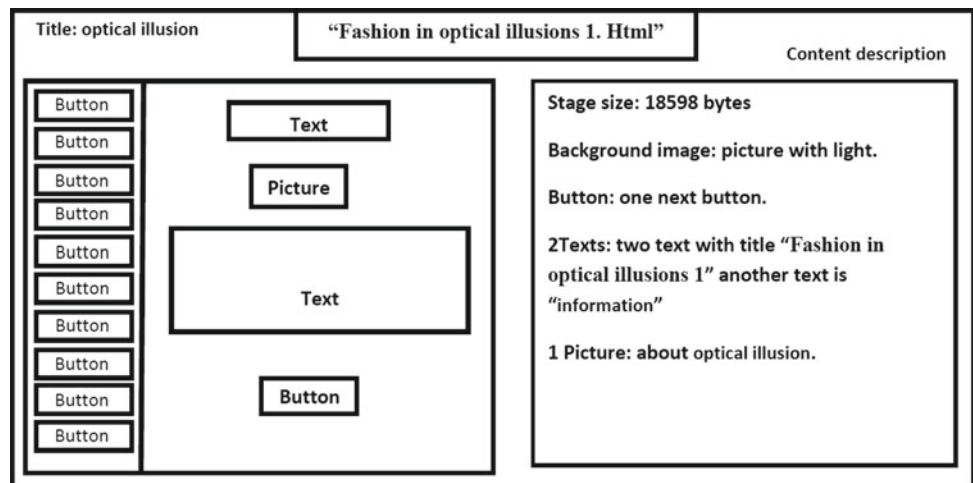 Title: optical illusion
“Fashion in optical illusions 1. Html”
Content description
Button
Button
Button
Button
Button
Button
Button
Button
Button
Button
Text
Picture
Text
Button
Stage size: 18598 bytes
Background image: picture with light.
Button: one next button.
2Texts: two text with title “Fashion in
optical illusions 1” another text is
“information”
1 Picture: about optical illusion.